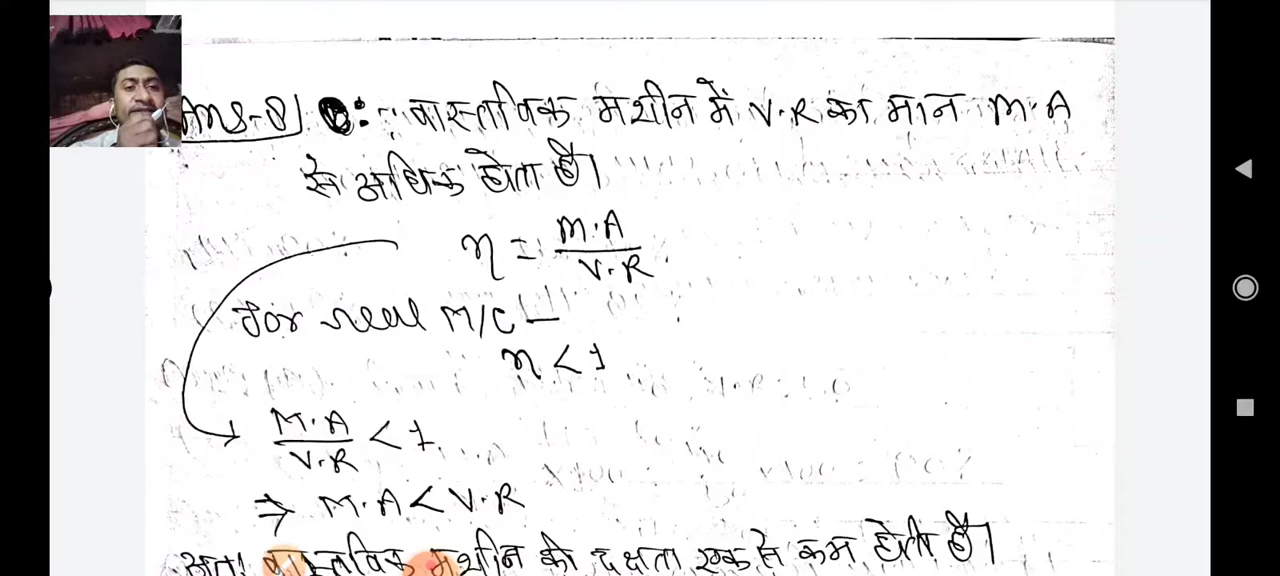 Ans-8) वास्तविक मशीन में V.R का मान M.A
से अधिक होता है।
η = M.A / V.R
For real M/C —
η < 1
M.A / V.R < 1
⇒ M.A < V.R
अतः वास्तविक मशीन की दक्षता एक से कम होती है।